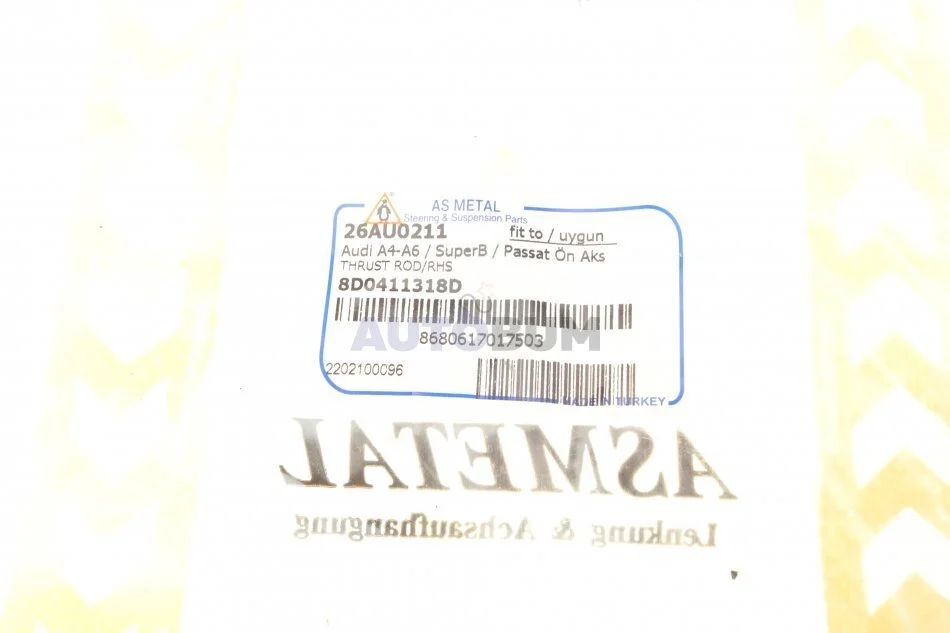 AS METAL
Steering & Suspension Parts
26AU0211 fit to / uygun
Audi A4-A6 / SuperB / Passat Ön Aks
THRUST ROD/RHS
8D0411318D
AUTOBUM
8680617017503
2202100096
MADE IN TURKEY
ASMETAL
Lenkung & Achsaufhangung